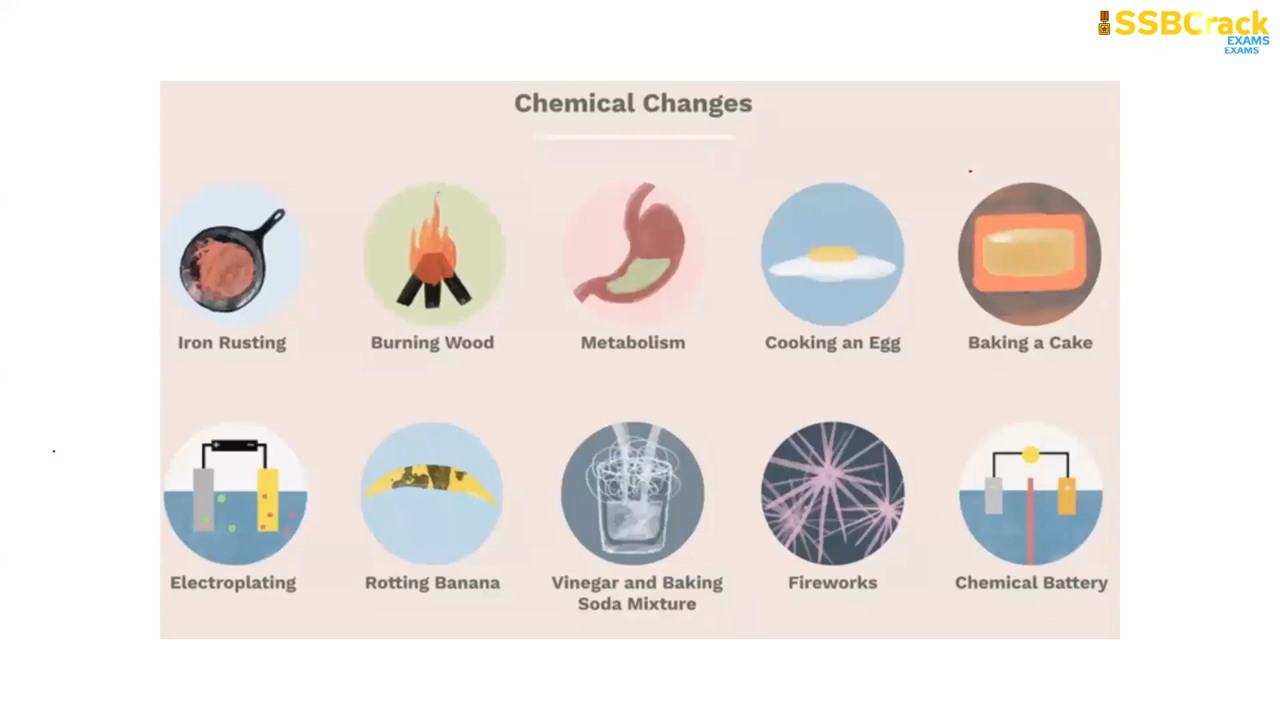 SSBCrack
EXAMS
EXAMS
Chemical Changes
Iron Rusting
Burning Wood
Metabolism
Cooking an Egg
Baking a Cake
Electroplating
Rotting Banana
Vinegar and Baking
Soda Mixture
Fireworks
Chemical Battery